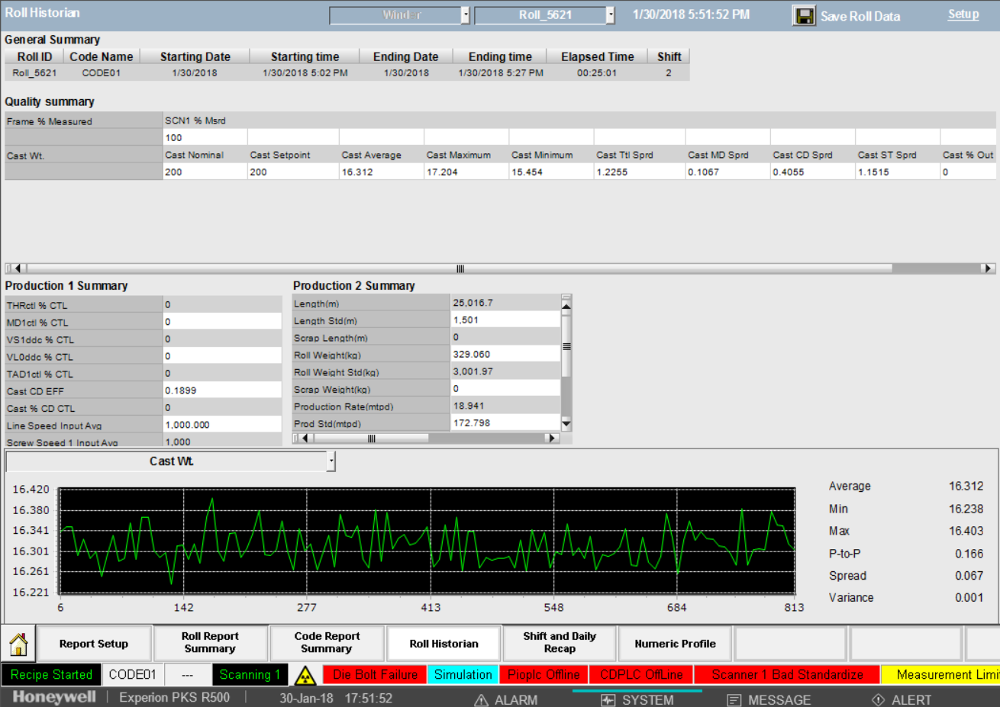 Roll Historian
Winder
Roll_5621
1/30/2018 5:51:52 PM
Save Roll Data
Setup
General Summary
Roll ID Code Name Starting Date Starting time Ending Date Ending time Elapsed Time Shift
Roll_5621 CODE01 1/30/2018 1/30/2018 5:02 PM 1/30/2018 1/30/2018 5:27 PM 00:25:01 2
Quality summary
Frame % Measured SCN1 % Msrd
100
Cast Wt. Cast Nominal Cast Setpoint Cast Average Cast Maximum Cast Minimum Cast Ttl Sprd Cast MD Sprd Cast CD Sprd Cast ST Sprd Cast % Out
200 200 16.312 17.204 15.454 1.2255 0.1067 0.4055 1.1515 0
Production 1 Summary
THRctl % CTL 0
MD1ctl % CTL 0
VS1ddc % CTL 0
VL0ddc % CTL 0
TAD1ctl % CTL 0
Cast CD EFF 0.1899
Cast % CD CTL 0
Line Speed Input Avg 1,000.000
Screw Speed 1 Input Avg 1,000
Production 2 Summary
Length(m) 25,016.7
Length Std(m) 1,501
Scrap Length(m) 0
Roll Weight(kg) 329.060
Roll Weight Std(kg) 3,001.97
Scrap Weight(kg) 0
Production Rate(mtpd) 18.941
Prod Std(mtpd) 172.798
Cast Wt.
16.420
16.380
16.341
16.301
16.261
16.221
6 142 277 413 548 684 813
Average 16.312
Min 16.238
Max 16.403
P-to-P 0.166
Spread 0.067
Variance 0.001
Report Setup
Roll Report
Summary
Code Report
Summary
Roll Historian
Shift and Daily
Recap
Numeric Profile
Recipe Started CODE01 --- Scanning 1 Die Bolt Failure Simulation Pioplc Offline CDPLC OffLine Scanner 1 Bad Standardize Measurement Limi
Honeywell | Experion PKS R500 | 30-Jan-18 17:51:52 ALARM SYSTEM MESSAGE ALERT